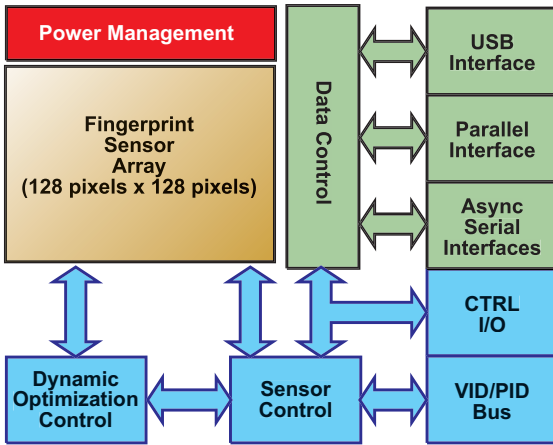 Power Management
Fingerprint
Sensor
Array
(128 pixels x 128 pixels)
Data Control
USB
Interface
Parallel
Interface
Async
Serial
Interfaces
CTRL
I/O
Dynamic
Optimization
Control
Sensor
Control
VID/PID
Bus